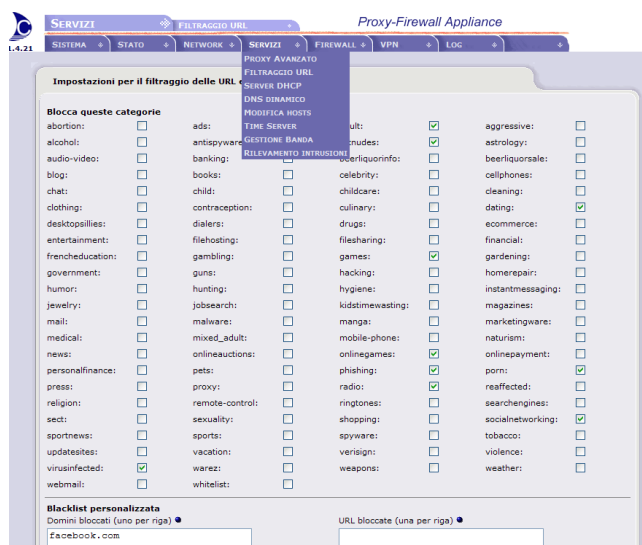 SERVIZI FILTRAGGIO URL Proxy-Firewall Appliance
1.4.21
SISTEMA STATO NETWORK SERVIZI FIREWALL VPN LOG
PROXY AVANZATO
FILTRAGGIO URL
SERVER DHCP
DNS DINAMICO
MODIFICA HOSTS
TIME SERVER
GESTIONE BANDA
RILEVAMENTO INTRUSIONI
Impostazioni per il filtraggio delle URL
Blocca queste categorie
abortion: ads: aggressive:
alcohol: astrology:
audio-video: banking: beerliquorinfo: beerliquorsale:
blog: books: celebrity: cellphones:
chat: child: childcare: cleaning:
clothing: contraception: culinary: dating:
desktopsillies: dialers: drugs: ecommerce:
entertainment: filehosting: filesharing: financial:
frencheducation: gambling: games: gardening:
government: guns: hacking: homerepair:
humor: hunting: hygiene: instantmessaging:
jewelry: jobsearch: kidstimewasting: magazines:
mail: malware: manga: marketingware:
medical: mixed_adult: mobile-phone: naturism:
news: onlineauctions: onlinegames: onlinepayment:
personalfinance: pets: phishing: porn:
press: proxy: radio: reaffected:
religion: remote-control: ringtones: searchengines:
sect: sexuality: shopping: socialnetworking:
sportnews: sports: spyware: tobacco:
updatesites: vacation: verisign: violence:
virusinfected: warez: weapons: weather:
webmail: whitelist:
Blacklist personalizzata
Domini bloccati (uno per riga) URL bloccate (una per riga)
facebook.com